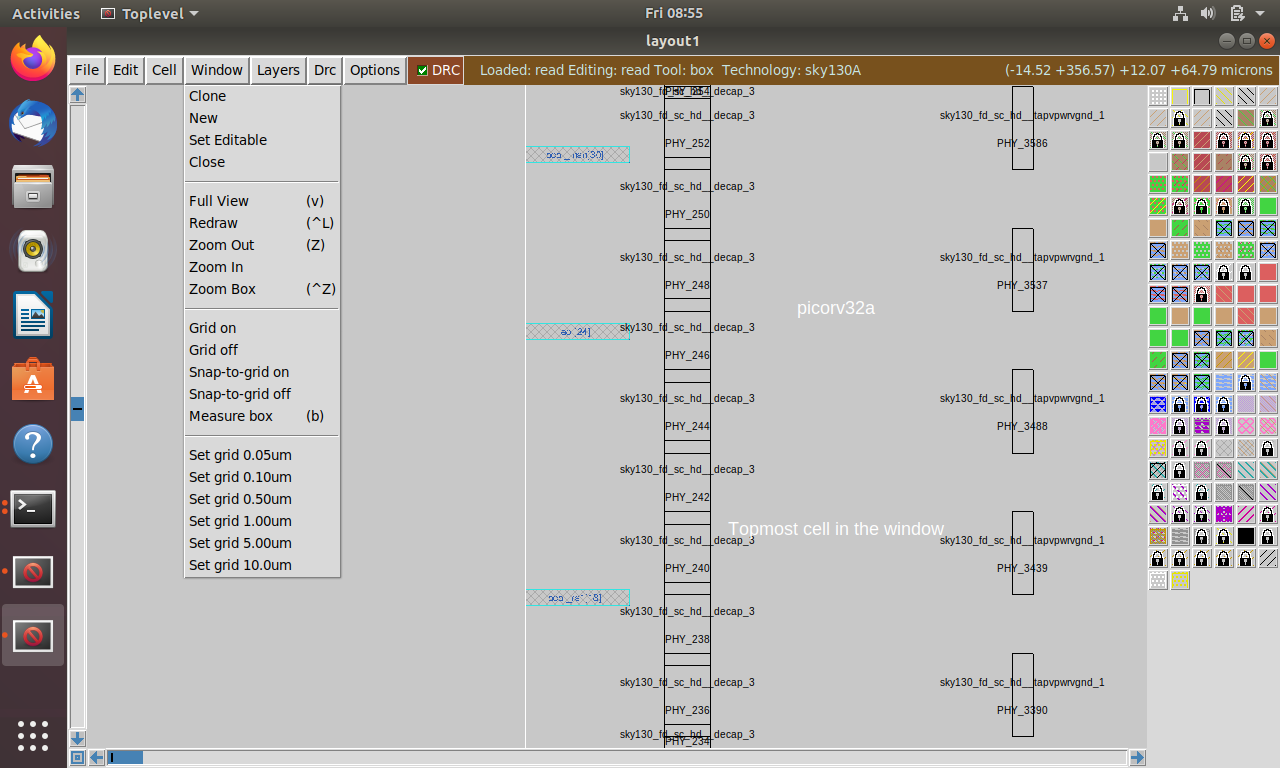 Activities Toplevel Fri 08:55
layout1
File Edit Cell Window Layers Drc Options DRC Loaded: read Editing: read Tool: box Technology: sky130A (-14.52 +356.57) +12.07 +64.79 microns
Clone
New
Set Editable
Close
Full View (v)
Redraw (^L)
Zoom Out (Z)
Zoom In
Zoom Box (^Z)
Grid on
Grid off
Snap-to-grid on
Snap-to-grid off
Measure box (b)
Set grid 0.05um
Set grid 0.10um
Set grid 0.50um
Set grid 1.00um
Set grid 5.00um
Set grid 10.0um
sky130_fd_sc_hd__decap_3
sky130_fd_sc_hd__decap_3
PHY_252
sky130_fd_sc_hd__decap_3
PHY_250
sky130_fd_sc_hd__decap_3
PHY_248
sky130_fd_sc_hd__decap_3
PHY_246
sky130_fd_sc_hd__decap_3
PHY_244
sky130_fd_sc_hd__decap_3
PHY_242
sky130_fd_sc_hd__decap_3
PHY_240
sky130_fd_sc_hd__decap_3
PHY_238
sky130_fd_sc_hd__decap_3
PHY_236
sky130_fd_sc_hd__decap_3
PHY_234
picorv32a
Topmost cell in the window
sky130_fd_sc_hd__tapvpwrvgnd_1
PHY_3586
sky130_fd_sc_hd__tapvpwrvgnd_1
PHY_3537
sky130_fd_sc_hd__tapvpwrvgnd_1
PHY_3488
sky130_fd_sc_hd__tapvpwrvgnd_1
PHY_3439
sky130_fd_sc_hd__tapvpwrvgnd_1
PHY_3390